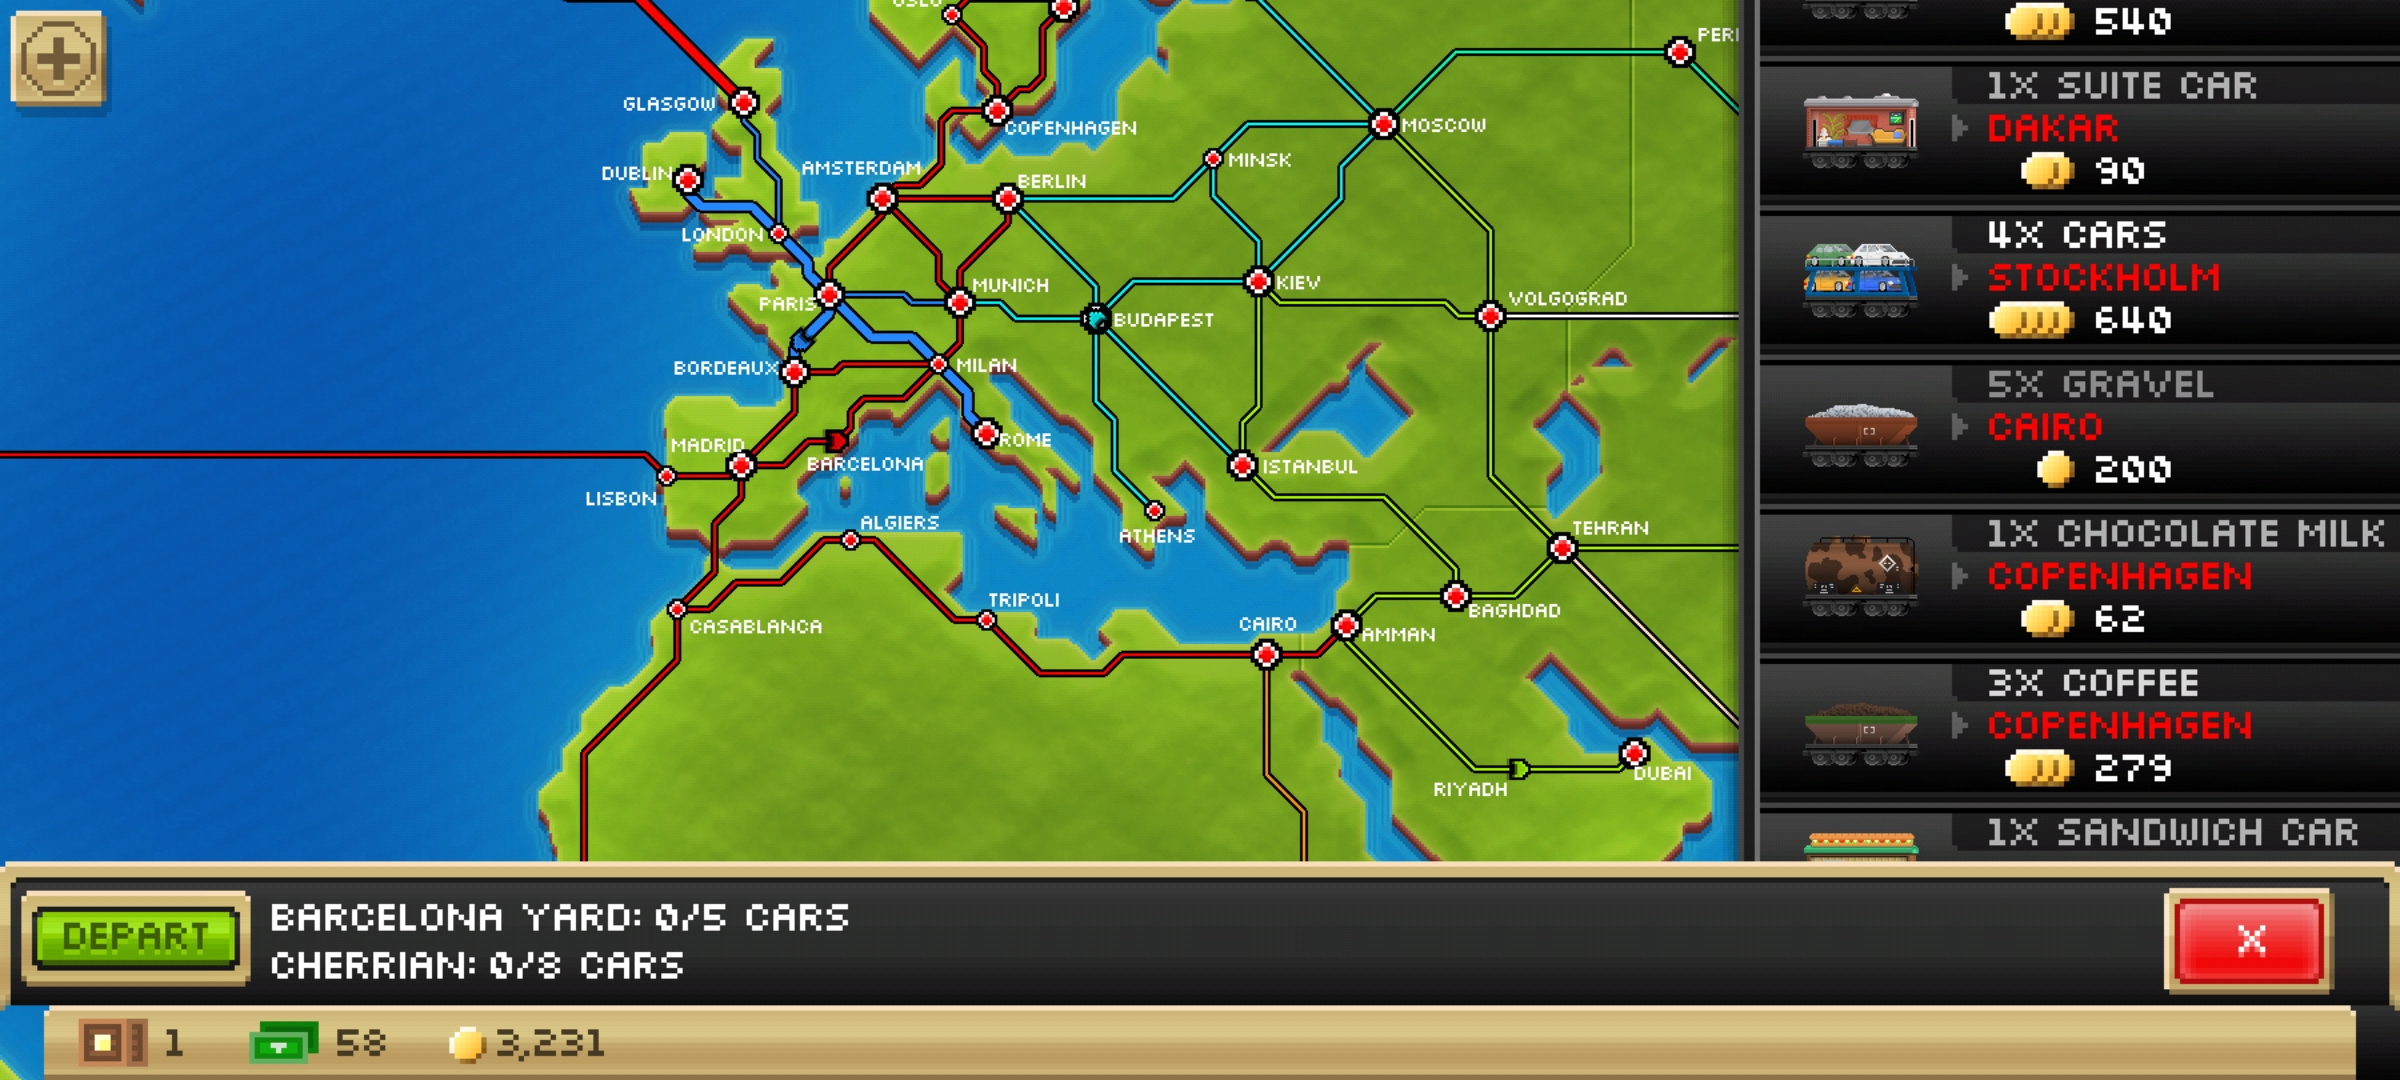 GLASGOW
DUBLIN
LONDON
AMSTERDAM
COPENHAGEN
BERLIN
MINSK
MOSCOW
PARIS
MUNICH
BUDAPEST
KIEV
VOLGOGRAD
BORDEAUX
MILAN
MADRID
BARCELONA
ROME
ISTANBUL
LISBON
ALGIERS
ATHENS
TEHRAN
TRIPOLI
CASABLANCA
CAIRO
AMMAN
BAGHDAD
RIYADH
DUBAI
540
1X SUITE CAR
DAKAR
90
4X CARS
STOCKHOLM
640
5X GRAVEL
CAIRO
200
1X CHOCOLATE MILK
COPENHAGEN
62
3X COFFEE
COPENHAGEN
279
1X SANDWICH CAR
DEPART
BARCELONA YARD: 0/5 CARS
CHERRIAN: 0/8 CARS
X
1
58
3,231